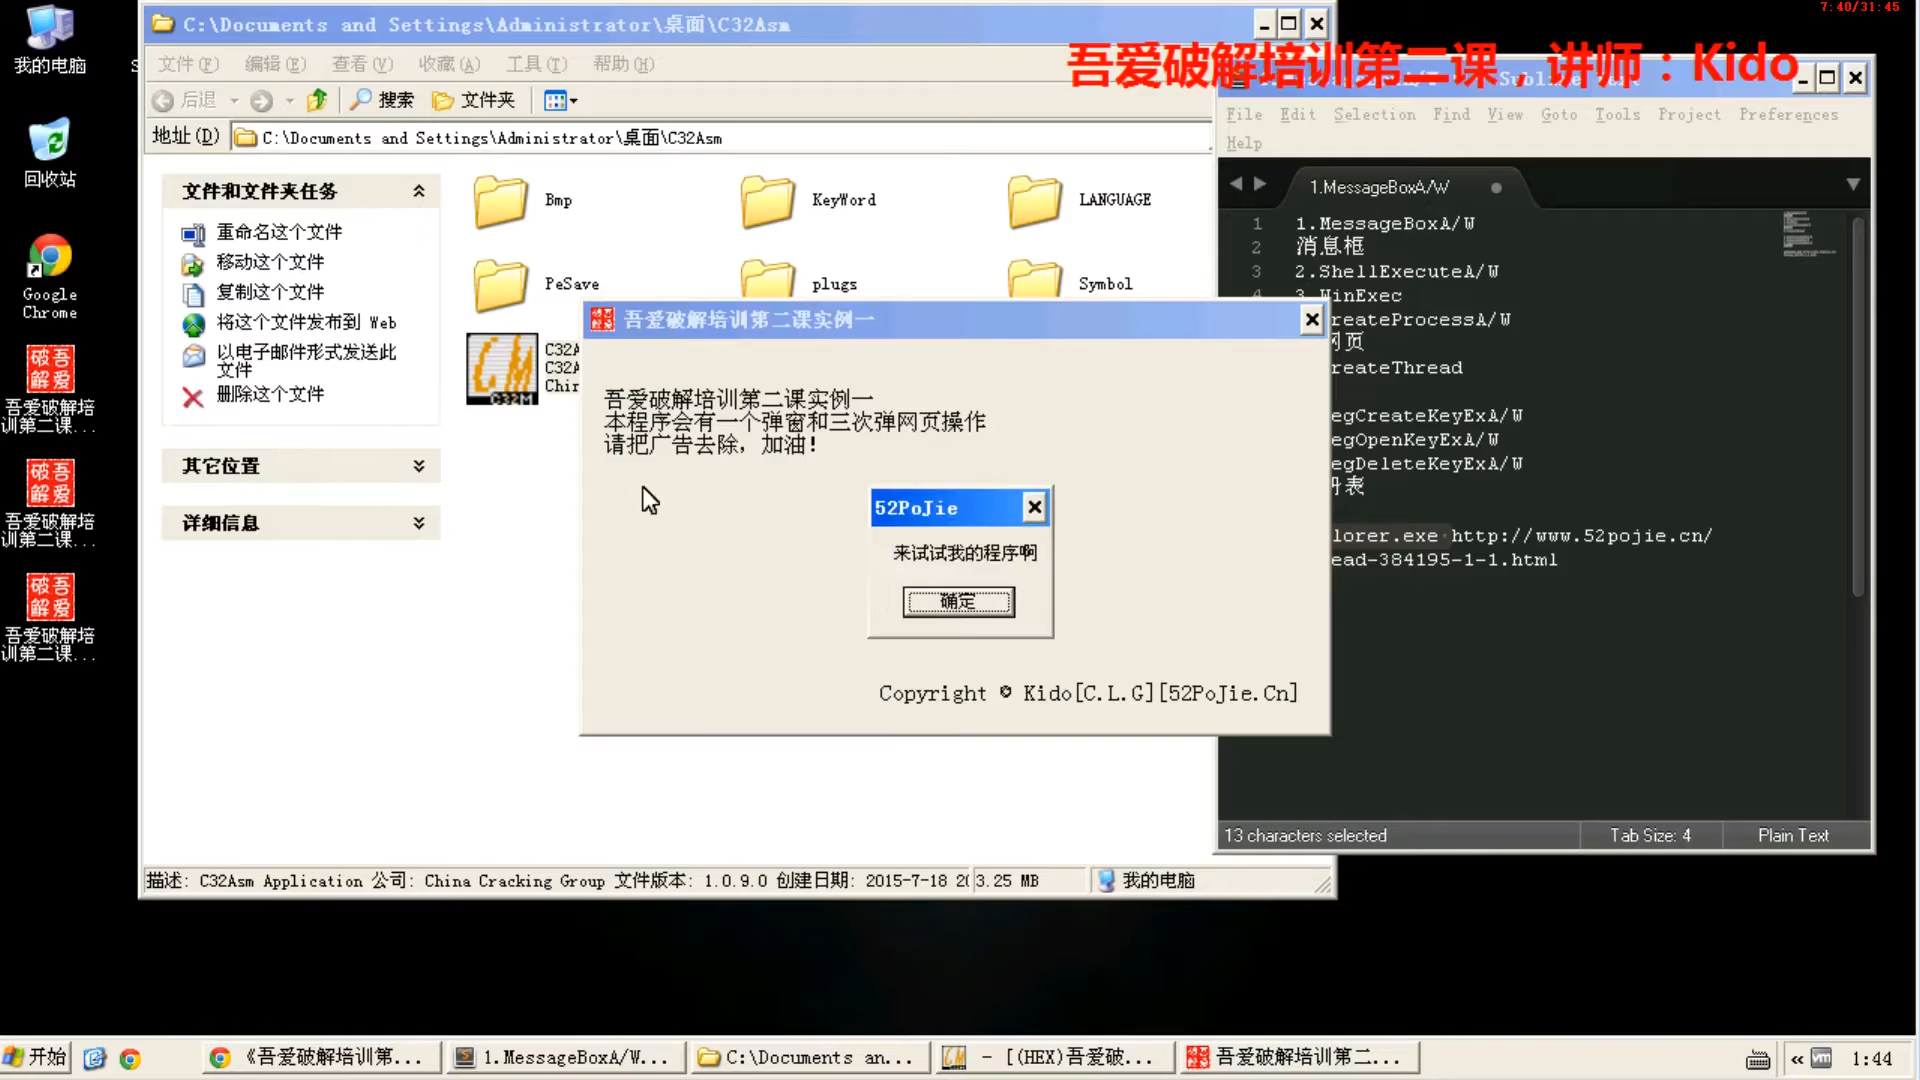 7:40/31:45
吾爱破解培训第二课，讲师：Kido
我的电脑
回收站
Google
Chrome
吾爱破解培
训第二课...
吾爱破解培
训第二课...
吾爱破解培
训第二课...
C:\Documents and Settings\Administrator\桌面\C32Asm
文件(F) 编辑(E) 查看(V) 收藏(A) 工具(T) 帮助(H)
后退 搜索 文件夹
地址(D) C:\Documents and Settings\Administrator\桌面\C32Asm
文件和文件夹任务
重命名这个文件
移动这个文件
复制这个文件
将这个文件发布到 Web
以电子邮件形式发送此
文件
删除这个文件
其它位置
详细信息
Bmp
KeyWord
LANGUAGE
PeSave
plugs
Symbol
描述: C32Asm Application 公司: China Cracking Group 文件版本: 1.0.9.0 创建日期: 2015-7-18
3.25 MB
我的电脑
吾爱破解培训第二课实例一
吾爱破解培训第二课实例一
本程序会有一个弹窗和三次弹网页操作
请把广告去除，加油!
52PoJie
来试试我的程序啊
确定
Copyright © Kido[C.L.G][52PoJie.Cn]
File Edit Selection Find View Goto Tools Project Preferences
Help
1.MessageBoxA/W
1 1.MessageBoxA/W
2 消息框
3 2.ShellExecuteA/W
4 3.WinExec
reateProcessA/W
网页
reateThread
egCreateKeyExA/W
egOpenKeyExA/W
egDeleteKeyExA/W
册表
lorer.exe http://www.52pojie.cn/
ead-384195-1-1.html
13 characters selected
Tab Size: 4
Plain Text
开始
《吾爱破解培训第...
1.MessageBoxA/W...
C:\Documents an...
- [(HEX)吾爱破...
吾爱破解培训第二...
1:44